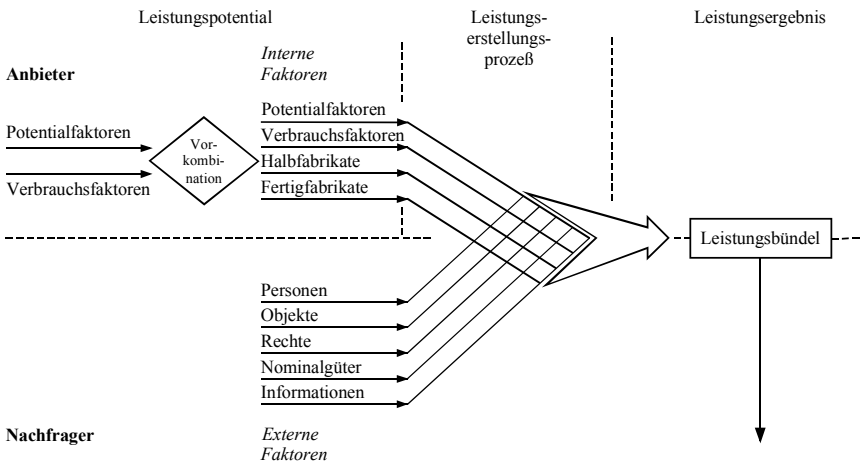 Leistungspotential
Leistungs-
erstellungs-
prozeß
Leistungsergebnis
Anbieter
Interne
Faktoren
Potentialfaktoren
Verbrauchsfaktoren
Vor-
kombi-
nation
Potentialfaktoren
Verbrauchsfaktoren
Halbfabrikate
Fertigfabrikate
Leistungsbündel
Personen
Objekte
Rechte
Nominalgüter
Informationen
Nachfrager
Externe
Faktoren